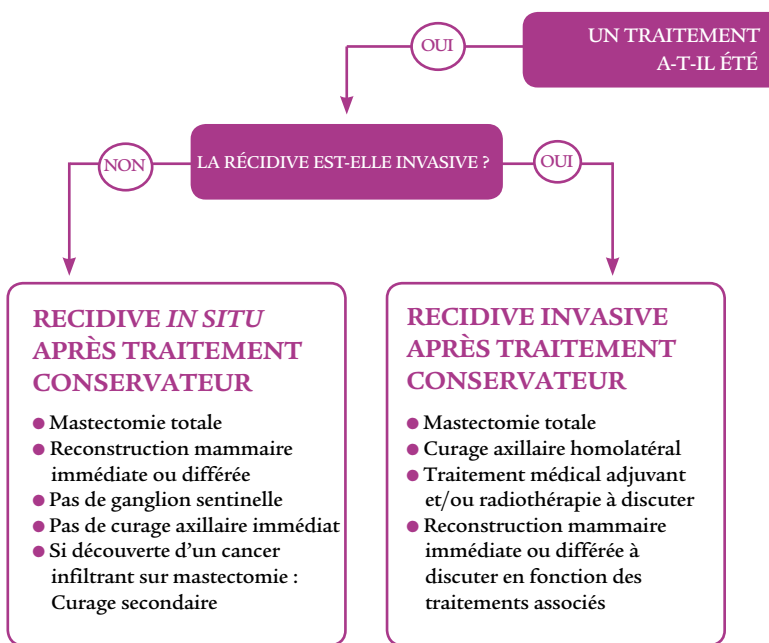 UN TRAITEMENT
A-T-IL ÉTÉ
OUI
LA RÉCIDIVE EST-ELLE INVASIVE ?
NON
OUI
RECIDIVE IN SITU
APRÈS TRAITEMENT
CONSERVATEUR
● Mastectomie totale
● Reconstruction mammaire
immédiate ou différée
● Pas de ganglion sentinelle
● Pas de curage axillaire immédiat
● Si découverte d’un cancer
infiltrant sur mastectomie :
Curage secondaire
RECIDIVE INVASIVE
APRÈS TRAITEMENT
CONSERVATEUR
● Mastectomie totale
● Curage axillaire homolatéral
● Traitement médical adjuvant
et/ou radiothérapie à discuter
● Reconstruction mammaire
immédiate ou différée à
discuter en fonction des
traitements associés